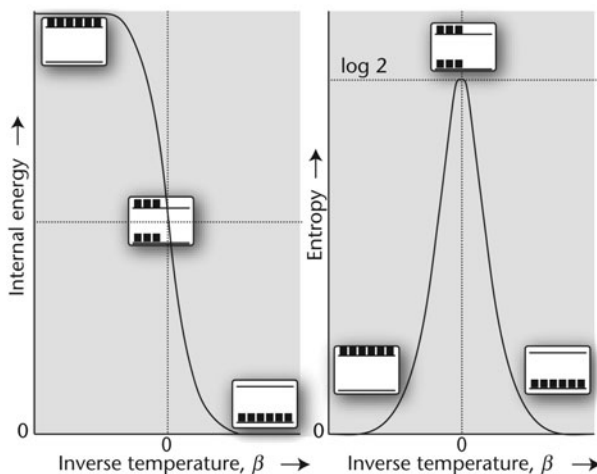 Internal energy →
0
0
Inverse temperature, β →
log 2
Entropy →
0
0
Inverse temperature, β →